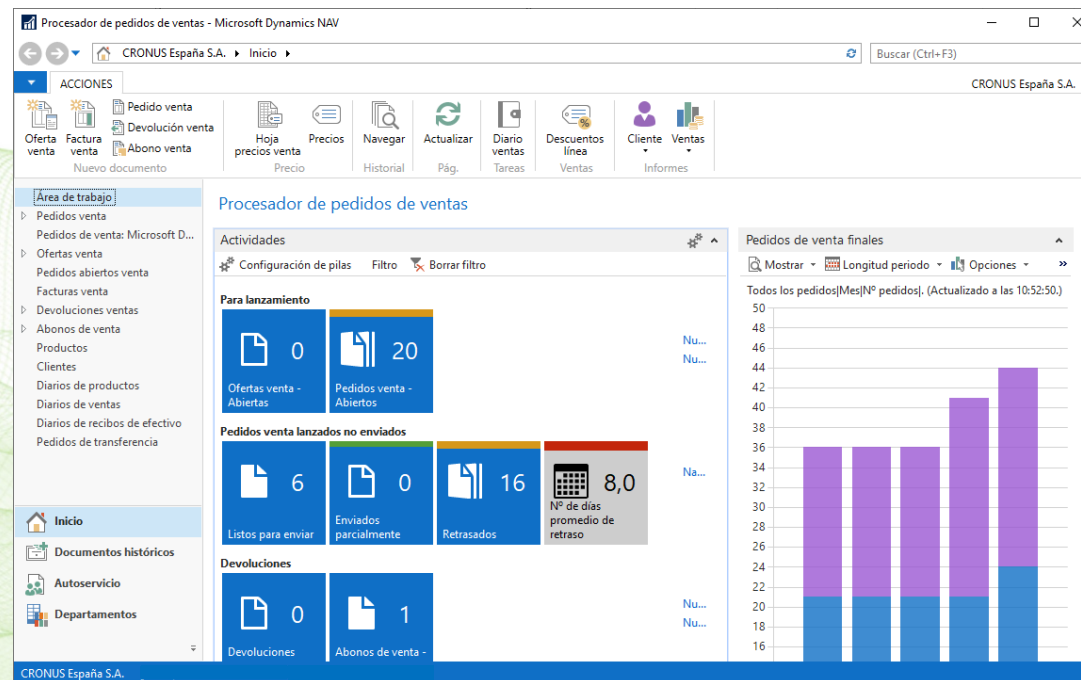 Procesador de pedidos de ventas - Microsoft Dynamics NAV
CRONUS España S.A. Inicio
Buscar (Ctrl+F3)
ACCIONES
CRONUS España S.A.
Oferta venta
Factura venta
Pedido venta
Devolución venta
Abono venta
Hoja precios venta
Precios
Navegar
Actualizar
Diario ventas
Descuentos línea
Cliente
Ventas
Nuevo documento
Precio
Historial
Pág.
Tareas
Ventas
Informes
Área de trabajo
Pedidos venta
Pedidos de venta: Microsoft D...
Ofertas venta
Pedidos abiertos venta
Facturas venta
Devoluciones ventas
Abonos de venta
Productos
Clientes
Diarios de productos
Diarios de ventas
Diarios de recibos de efectivo
Pedidos de transferencia
Inicio
Documentos históricos
Autoservicio
Departamentos
Procesador de pedidos de ventas
Actividades
Configuración de pilas Filtro Borrar filtro
Para lanzamiento
0
Ofertas venta -
Abiertas
20
Pedidos venta -
Abiertos
Nu...
Nu...
Pedidos venta lanzados no enviados
6
Listos para enviar
0
Enviados
parcialmente
16
Retrasados
8,0
Nº de días
promedio de
retraso
Na...
Devoluciones
0
Devoluciones
1
Abonos de venta -
Nu...
Nu...
Pedidos de venta finales
Mostrar Longitud periodo Opciones »
Todos los pedidos|Mes|Nº pedidos|. (Actualizado a las 10:52:50.)
50
48
46
44
42
40
38
36
34
32
30
28
26
24
22
20
18
16
CRONUS España S.A.